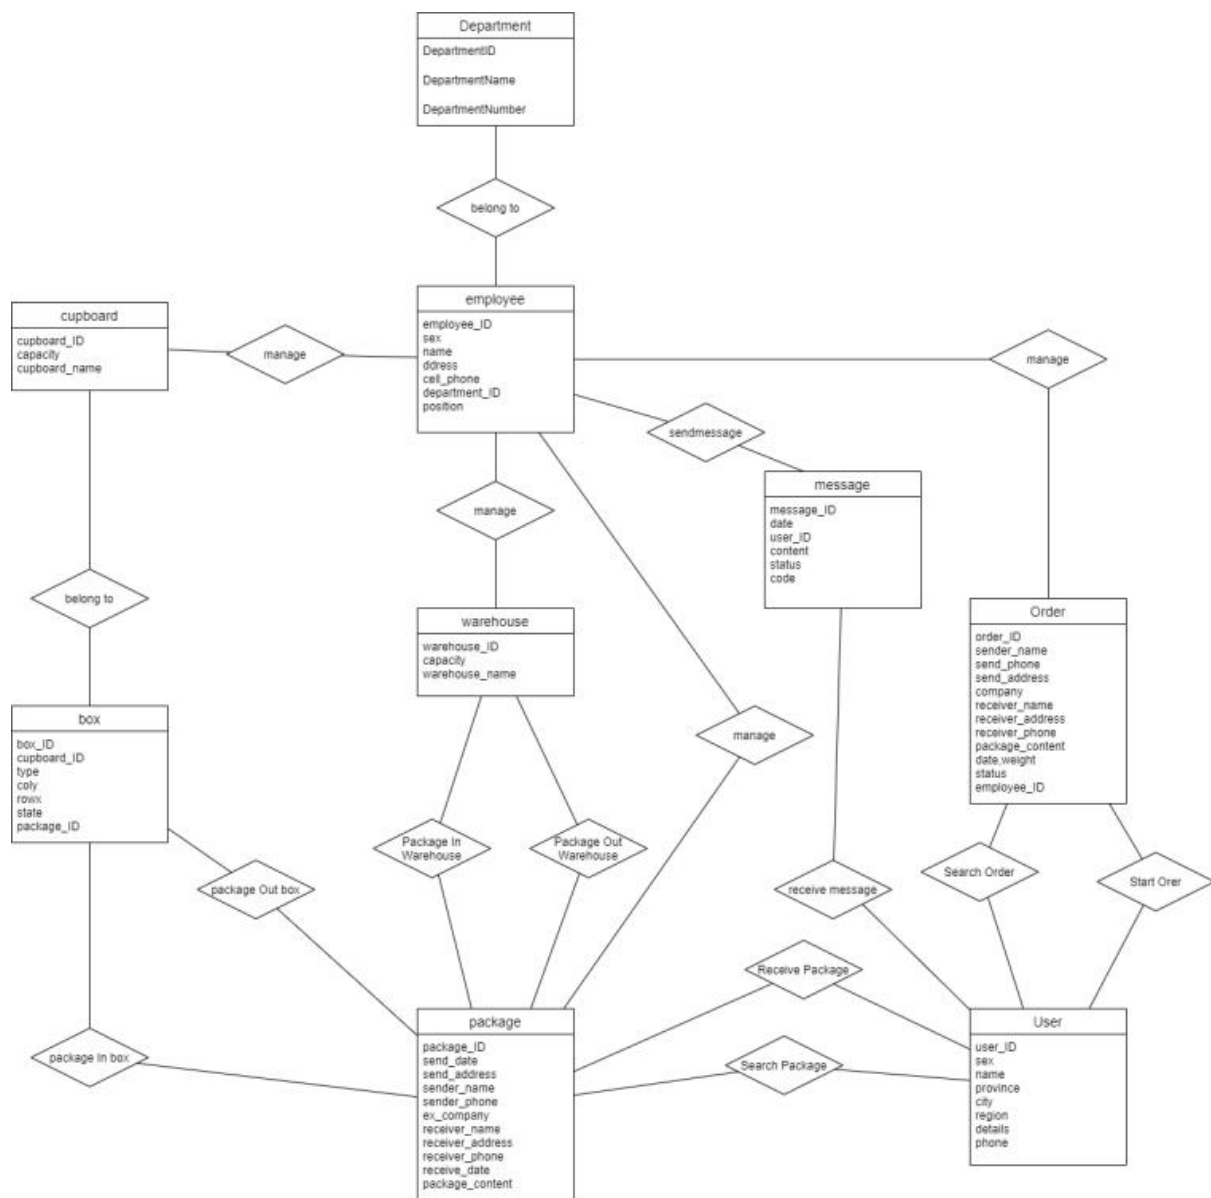 Department
DepartmentID
DepartmentName
DepartmentNumber
belong to
cupboard
cupboard_ID
capacity
cupboard_name
manage
employee
employee_ID
sex
name
ddress
cell_phone
department_ID
position
manage
sendmessage
manage
message
message_ID
date
user_ID
content
status
code
belong to
warehouse
warehouse_ID
capacity
warehouse_name
Order
order_ID
sender_name
send_phone
send_address
company
receiver_name
receiver_address
receiver_phone
package_content
date,weight
status
employee_ID
box
box_ID
cupboard_ID
type
coly
rowx
state
package_ID
manage
Package In
Warehouse
Package Out
Warehouse
package Out box
receive message
Search Order
Start Orer
Receive Package
package In box
Search Package
package
package_ID
send_date
send_address
sender_name
sender_phone
ex_company
receiver_name
receiver_address
receiver_phone
receive_date
package_content
User
user_ID
sex
name
province
city
region
details
phone